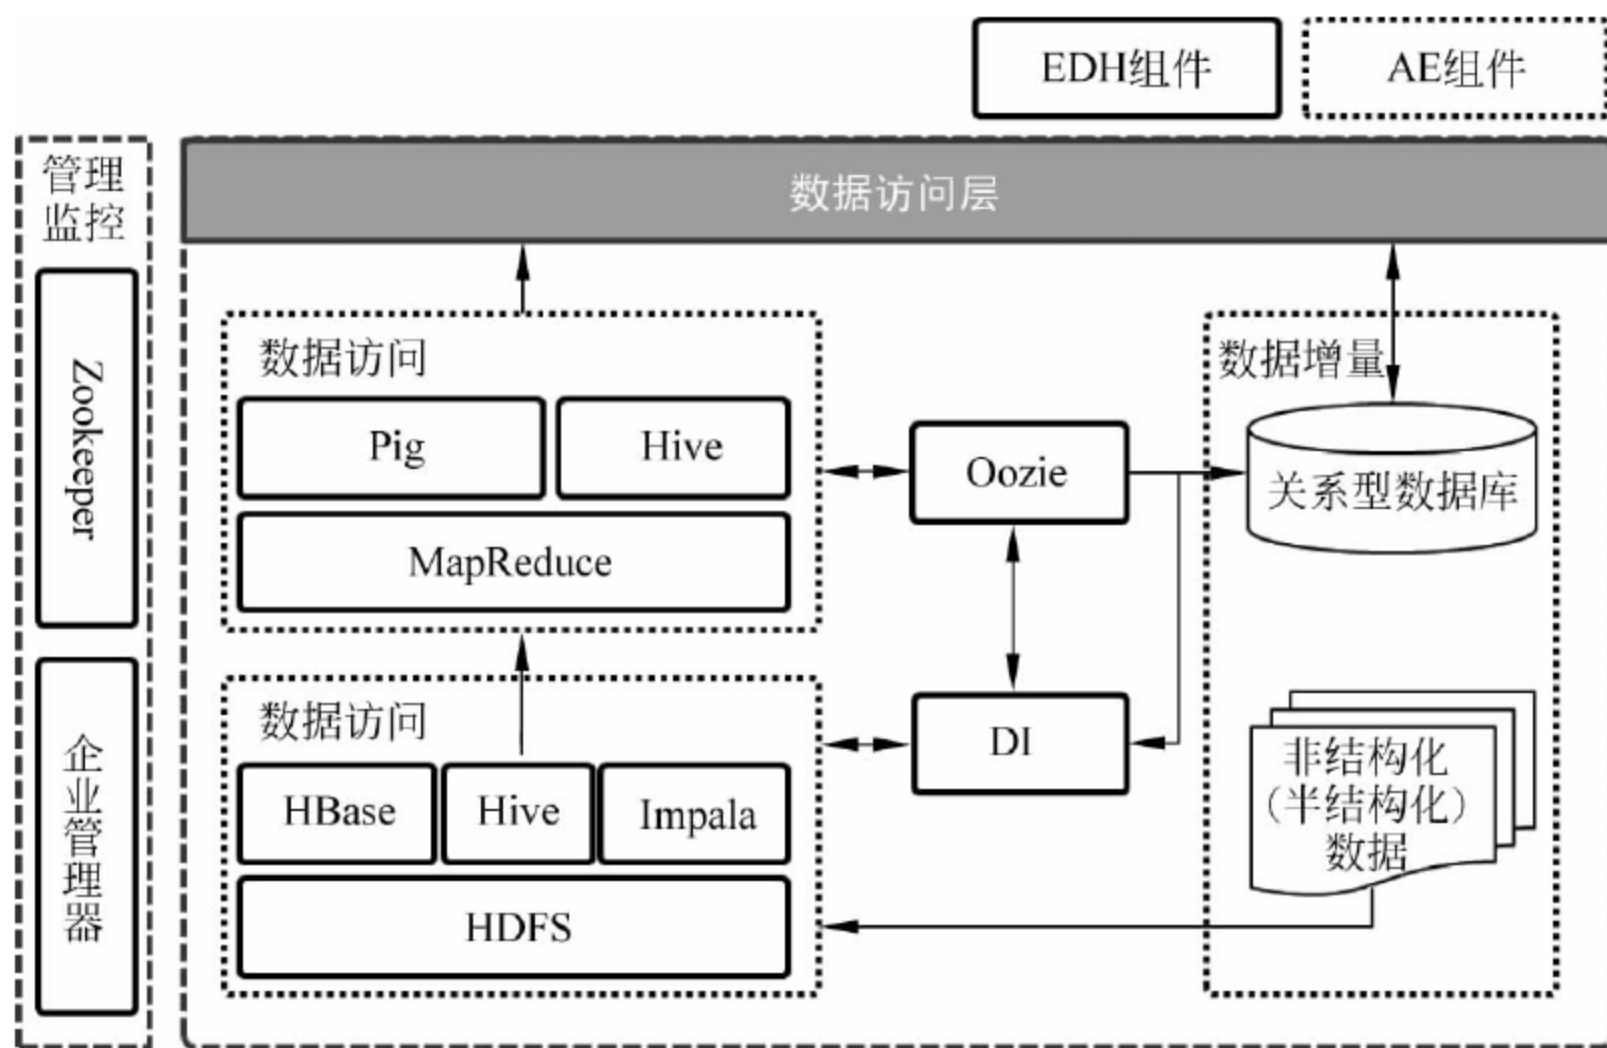 EDH组件
AE组件
管理
监控
Zookeeper
企业管理器
数据访问层
数据访问
Pig
Hive
MapReduce
数据访问
HBase
Hive
Impala
HDFS
Oozie
DI
数据增量
关系型数据库
非结构化
（半结构化）
数据